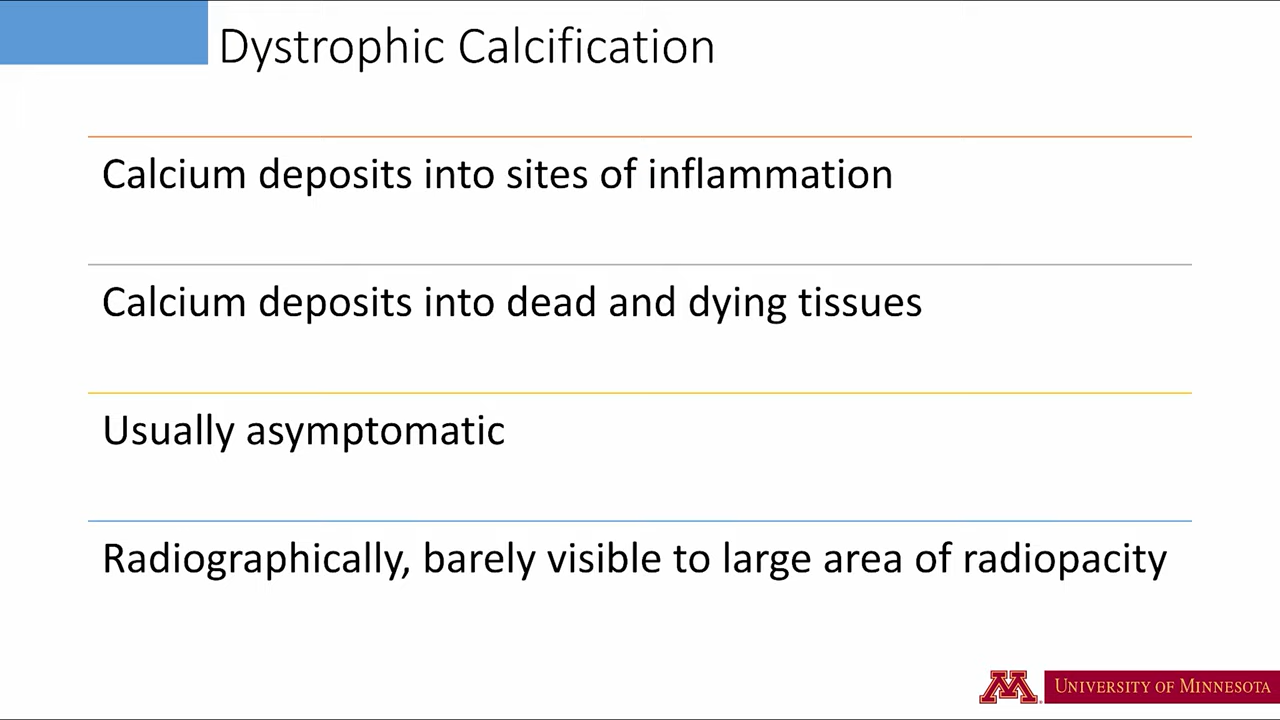 Dystrophic Calcification
Calcium deposits into sites of inflammation
Calcium deposits into dead and dying tissues
Usually asymptomatic
Radiographically, barely visible to large area of radiopacity
M
UNIVERSITY OF MINNESOTA